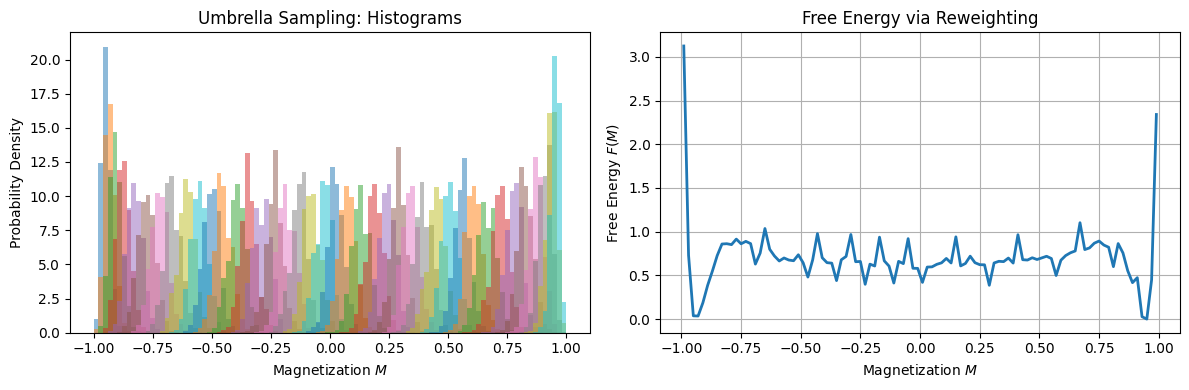 Umbrella Sampling: Histograms
Probability Density
20.0
17.5
15.0
12.5
10.0
7.5
5.0
2.5
0.0
−1.00 −0.75 −0.50 −0.25 0.00 0.25 0.50 0.75 1.00
Magnetization M
Free Energy via Reweighting
Free Energy F(M)
3.0
2.5
2.0
1.5
1.0
0.5
0.0
−1.00 −0.75 −0.50 −0.25 0.00 0.25 0.50 0.75 1.00
Magnetization M